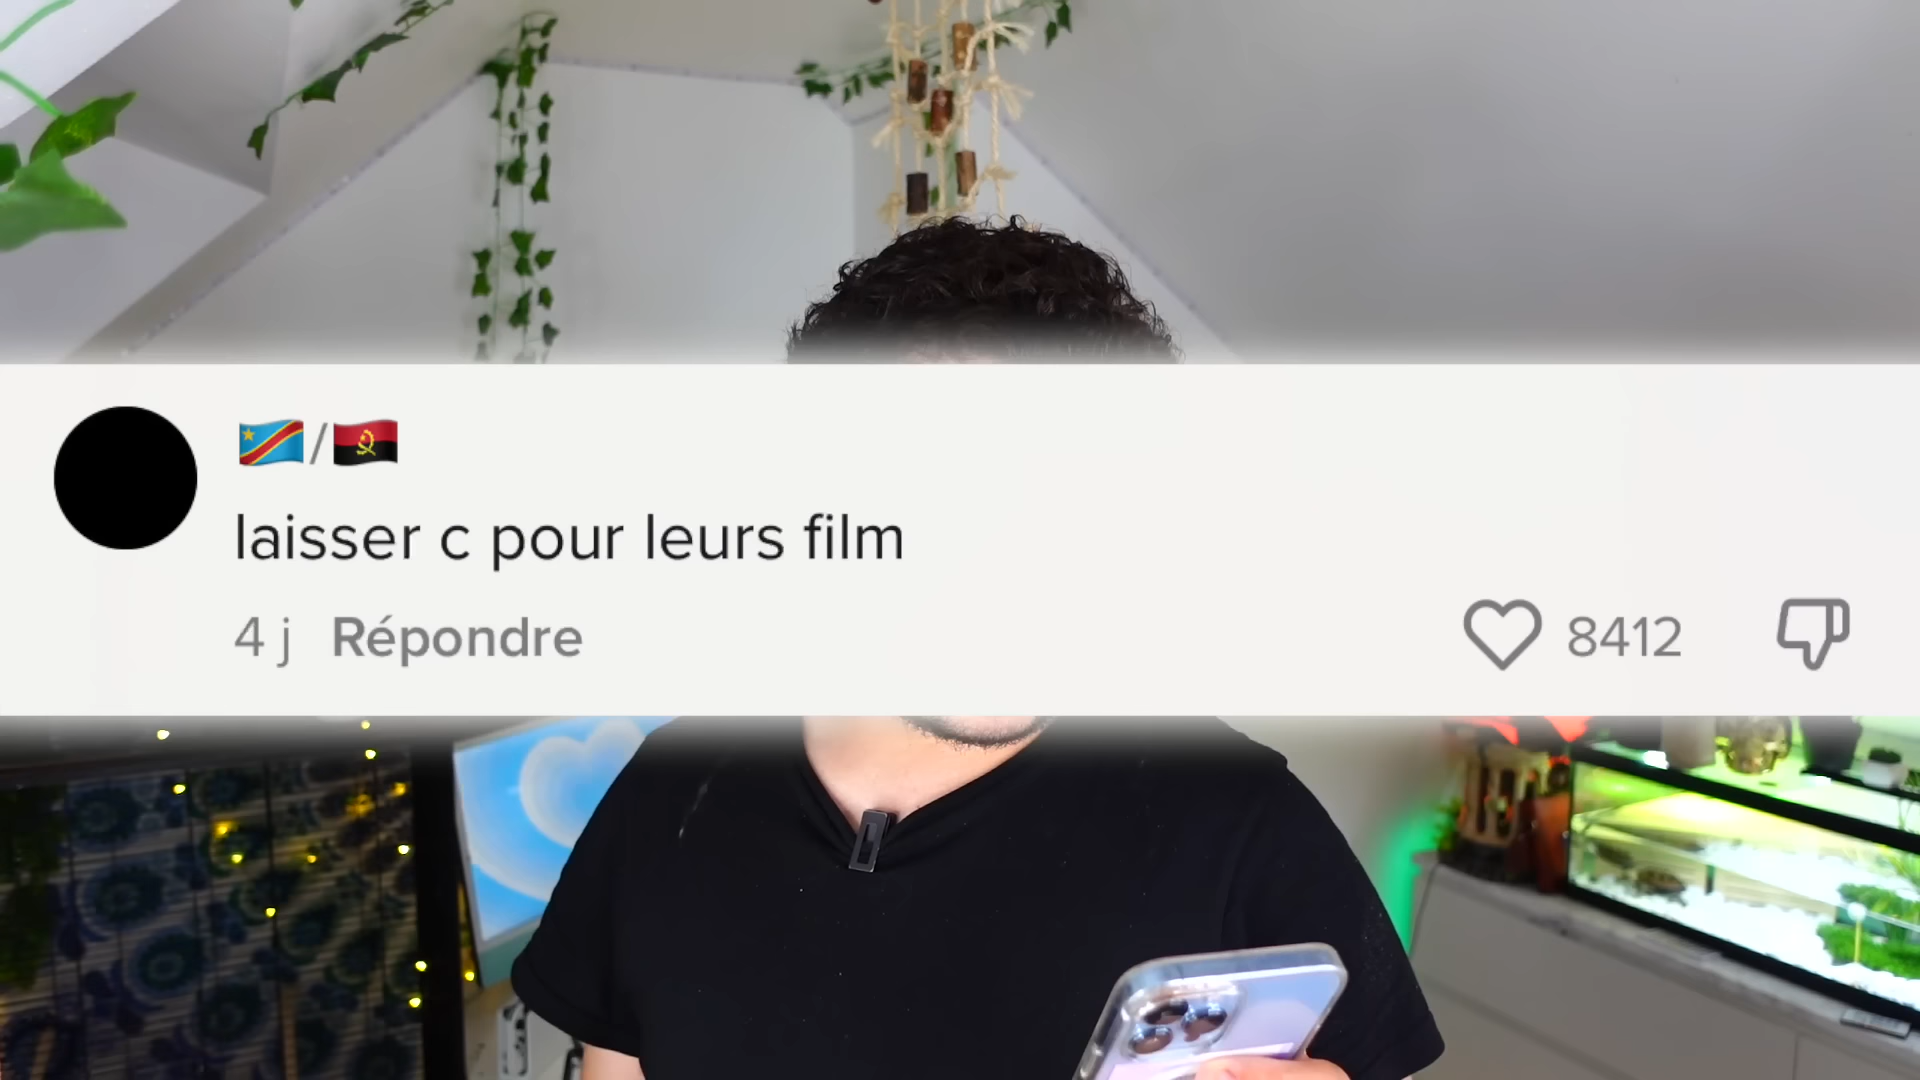 🇨🇩/🇦🇴
laisser c pour leurs film
4 j Répondre
8412